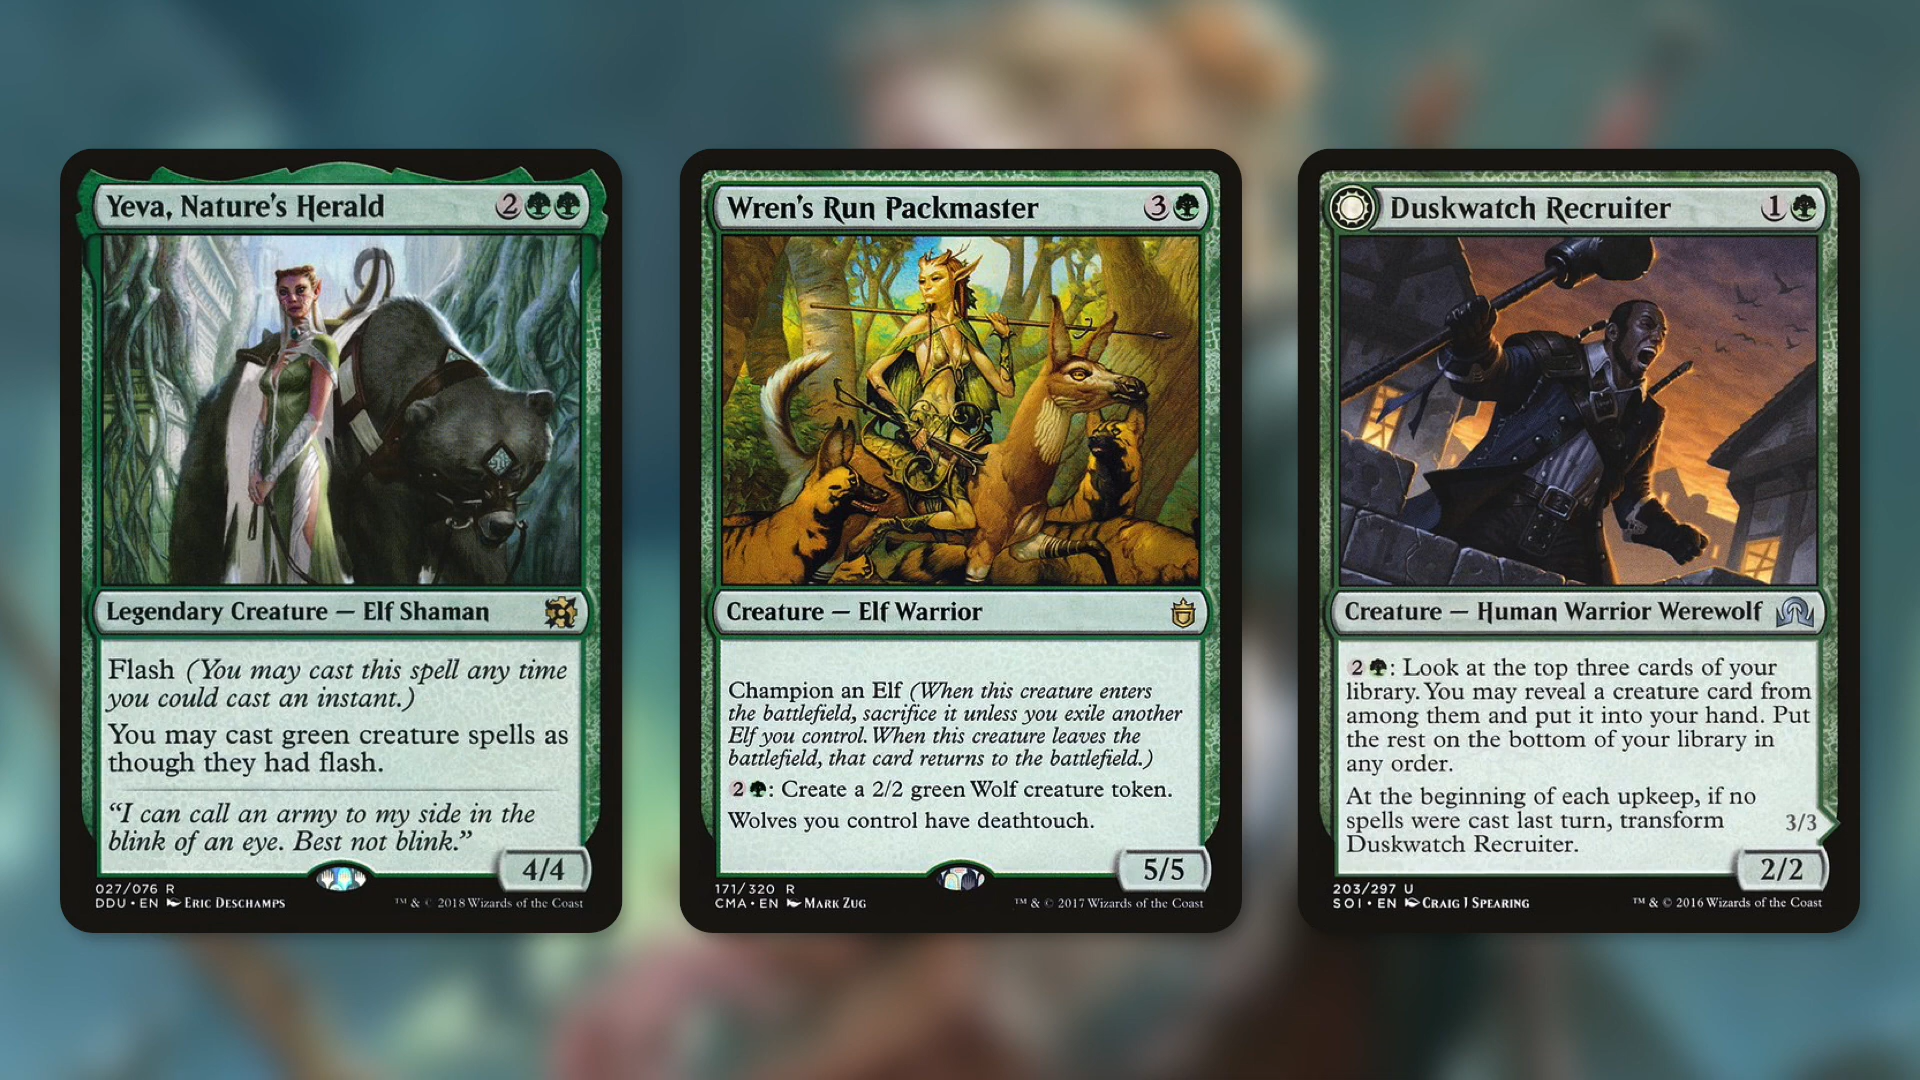 Yeva, Nature's Herald 2
Legendary Creature — Elf Shaman
Flash (You may cast this spell any time
you could cast an instant.)
You may cast green creature spells as
though they had flash.
“I can call an army to my side in the
blink of an eye. Best not blink.”
4/4
027/076 R
DDU • EN Eric Deschamps
™ & © 2018 Wizards of the Coast
Wren's Run Packmaster 3
Creature — Elf Warrior
Champion an Elf (When this creature enters
the battlefield, sacrifice it unless you exile another
Elf you control. When this creature leaves the
battlefield, that card returns to the battlefield.)
2 : Create a 2/2 green Wolf creature token.
Wolves you control have deathtouch.
5/5
171/320 R
CMA • EN Mark Zug
™ & © 2017 Wizards of the Coast
Duskwatch Recruiter 1
Creature — Human Warrior Werewolf
2 : Look at the top three cards of your
library. You may reveal a creature card from
among them and put it into your hand. Put
the rest on the bottom of your library in
any order.
At the beginning of each upkeep, if no
spells were cast last turn, transform
Duskwatch Recruiter.
3/3
2/2
203/297 U
SOI • EN Craig J Spearing
™ & © 2016 Wizards of the Coast